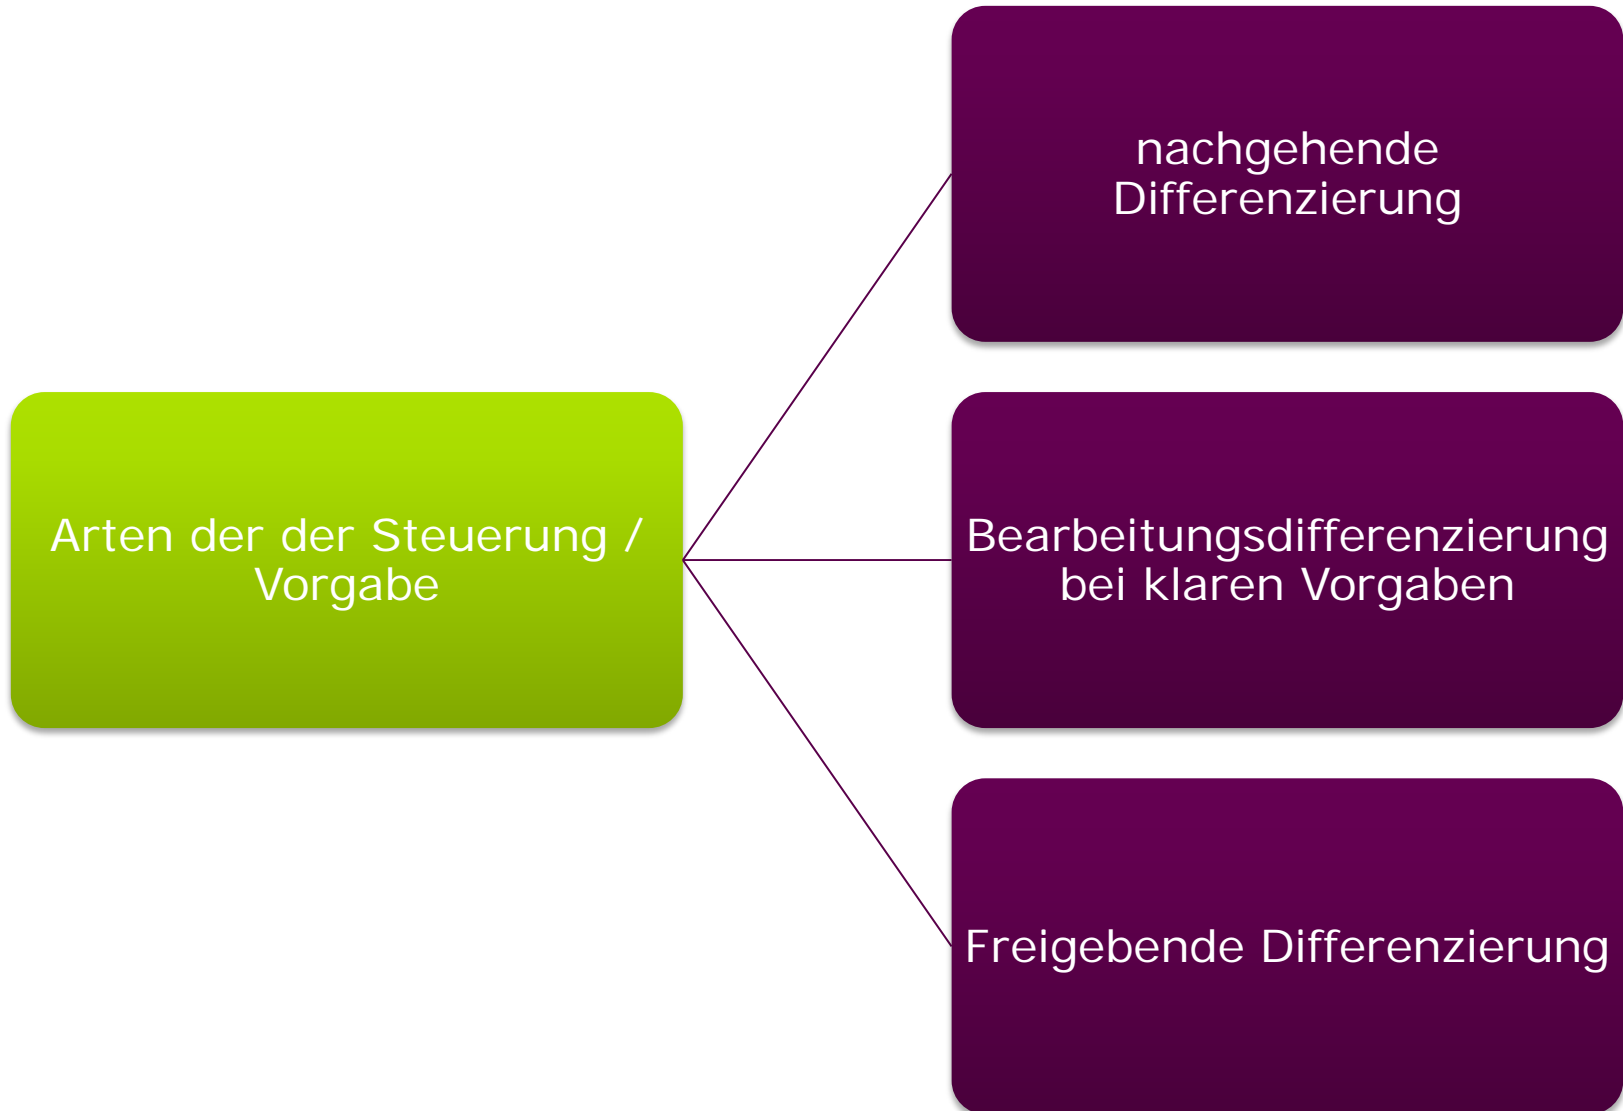 nachgehende
Differenzierung
Arten der der Steuerung /
Vorgabe
Bearbeitungsdifferenzierung
bei klaren Vorgaben
Freigebende Differenzierung